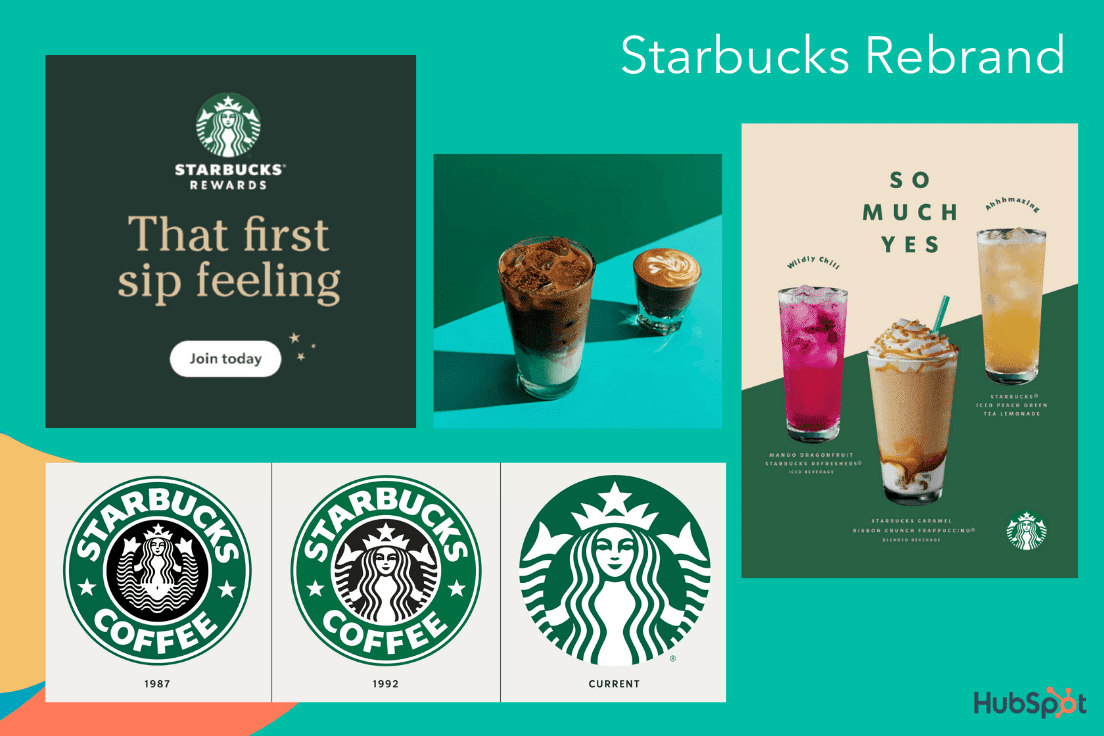 Starbucks Rebrand
STARBUCKS®
REWARDS
That first
sip feeling
Join today
SO
MUCH
YES
Ahhhmazing
Wildly Chill
STARBUCKS®
ICED PEACH GREEN
TEA LEMONADE
MANGO DRAGONFRUIT
STARBUCKS REFRESHERS®
ICED BEVERAGE
STARBUCKS CARAMEL
RIBBON CRUNCH FRAPPUCCINO®
BLENDED BEVERAGE
STARBUCKS
COFFEE
1987
STARBUCKS
COFFEE
1992
®
CURRENT
HubSpot